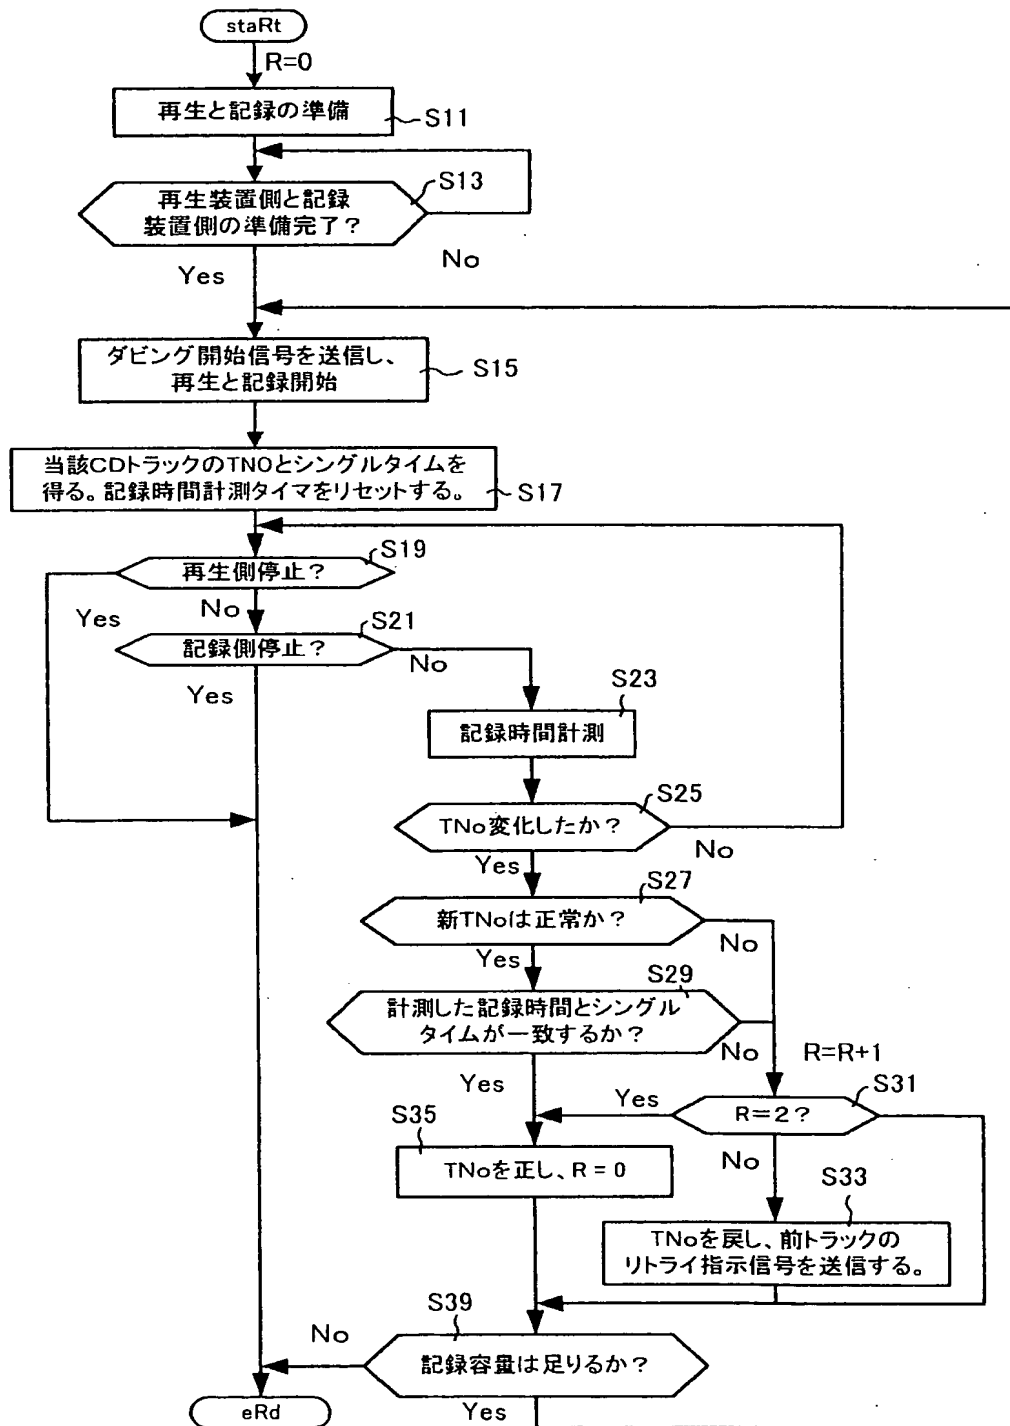 staRt
R=0
再生と記録の準備
S11
S13
再生装置側と記録
装置側の準備完了？
No
Yes
ダビング開始信号を送信し、
再生と記録開始
S15
当該CDトラックのTNOとシングルタイムを
得る。記録時間計測タイマをリセットする。
S17
S19
再生側停止？
Yes
No
S21
記録側停止？
No
Yes
S23
記録時間計測
S25
TNo変化したか？
Yes
No
S27
新TNoは正常か？
No
Yes
S29
計測した記録時間とシングル
タイムが一致するか？
No
R=R+1
Yes
Yes
S31
R＝2？
S35
TNoを正し、R = 0
No
S33
TNoを戻し、前トラックの
リトライ指示信号を送信する。
S39
No
記録容量は足りるか？
eRd
Yes